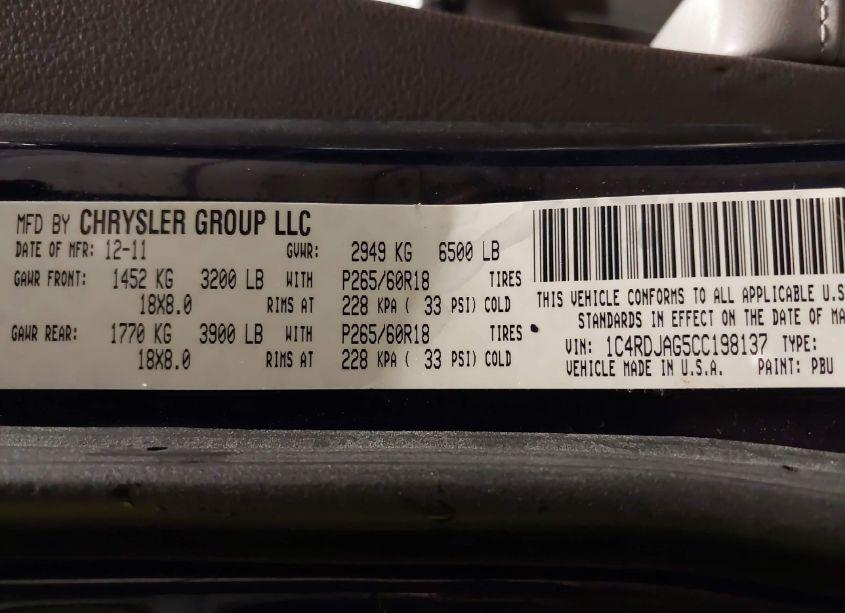 MFD BY CHRYSLER GROUP LLC
DATE OF MFR: 12-11 GVWR: 2949 KG 6500 LB
GAWR FRONT: 1452 KG 3200 LB WITH P265/60R18 TIRES
18X8.0 RIMS AT 228 KPA ( 33 PSI) COLD
GAWR REAR: 1770 KG 3900 LB WITH P265/60R18 TIRES
18X8.0 RIMS AT 228 KPA ( 33 PSI) COLD
THIS VEHICLE CONFORMS TO ALL APPLICABLE U.S
STANDARDS IN EFFECT ON THE DATE OF MA
VIN: 1C4RDJAG5CC198137 TYPE:
VEHICLE MADE IN U.S.A. PAINT: PBU